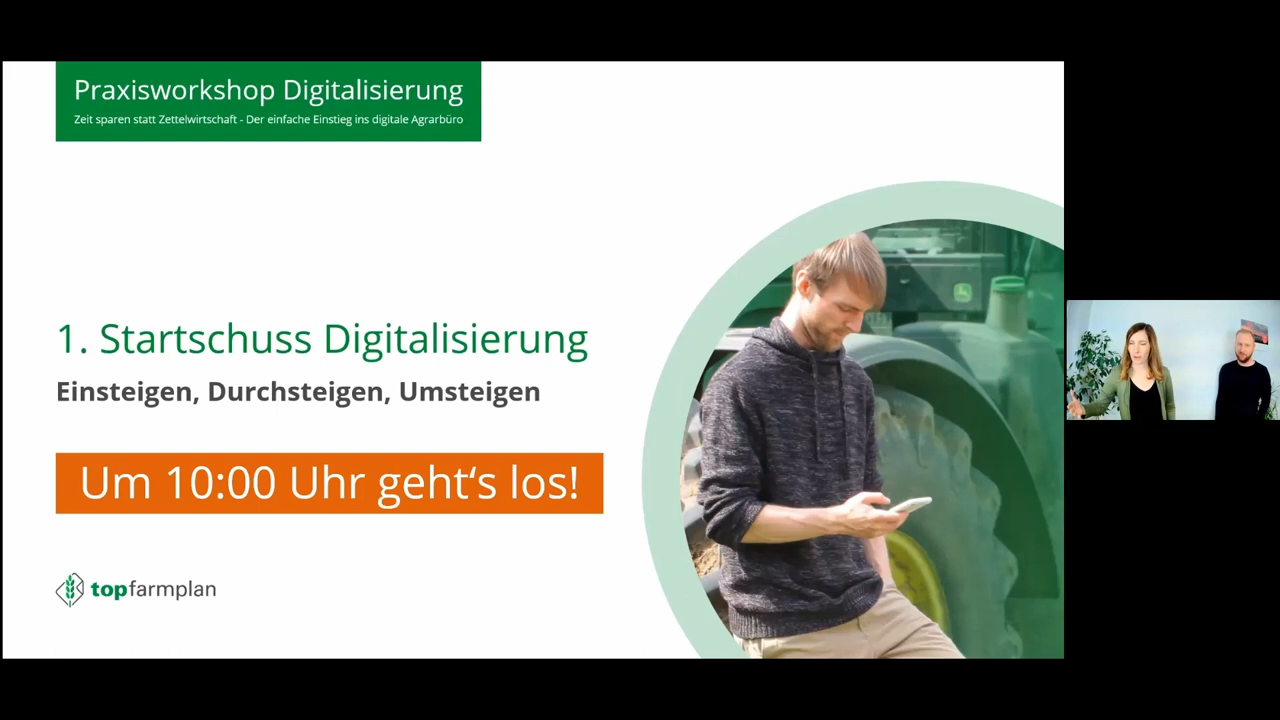 Praxisworkshop Digitalisierung
Zeit sparen statt Zettelwirtschaft - Der einfache Einstieg ins digitale Agrarbüro
1. Startschuss Digitalisierung
Einsteigen, Durchsteigen, Umsteigen
Um 10:00 Uhr geht‘s los!
topfarmplan